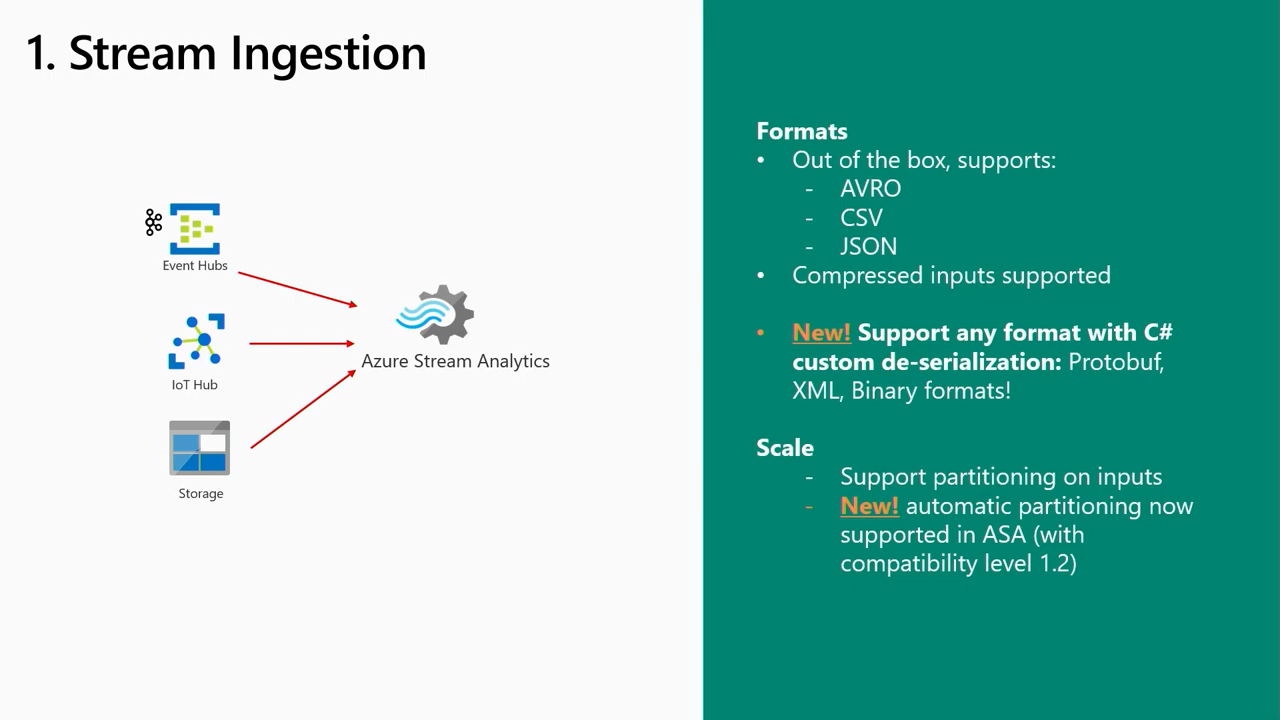 1. Stream Ingestion
Event Hubs
IoT Hub
Storage
Azure Stream Analytics
Formats
• Out of the box, supports:
- AVRO
- CSV
- JSON
• Compressed inputs supported
• New! Support any format with C#
custom de-serialization: Protobuf,
XML, Binary formats!
Scale
- Support partitioning on inputs
- New! automatic partitioning now
supported in ASA (with
compatibility level 1.2)